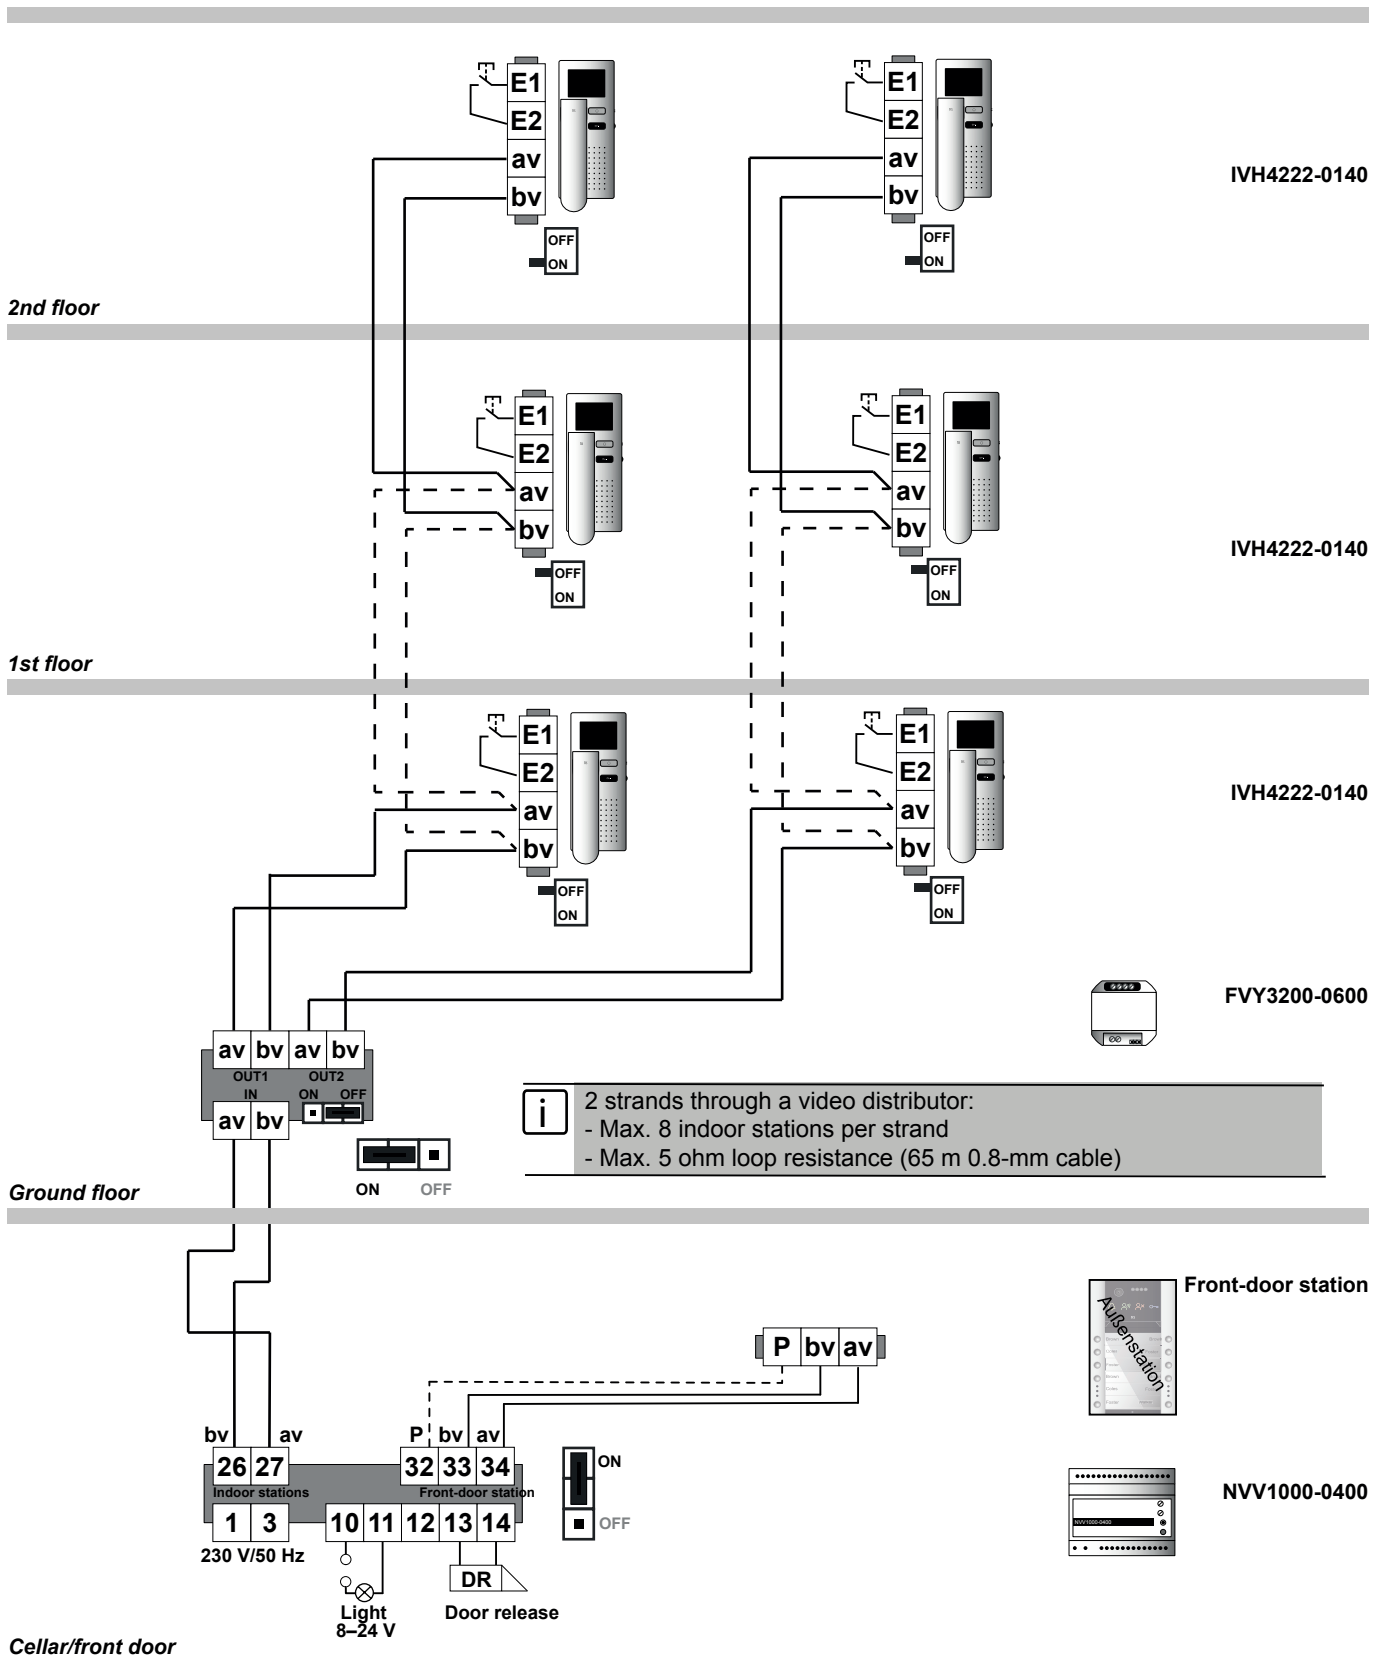 E1
E2
av
bv
OFF
ON
E1
E2
av
bv
OFF
ON
IVH4222-0140
2nd floor
E1
E2
av
bv
OFF
ON
E1
E2
av
bv
OFF
ON
IVH4222-0140
1st floor
E1
E2
av
bv
OFF
ON
E1
E2
av
bv
OFF
ON
IVH4222-0140
FVY3200-0600
av bv av bv
OUT1 OUT2
IN ON OFF
av bv
ON OFF
i
2 strands through a video distributor:
- Max. 8 indoor stations per strand
- Max. 5 ohm loop resistance (65 m 0.8-mm cable)
Ground floor
Front-door station
Außenstation
P bv av
bv av P bv av
26 27 32 33 34
Indoor stations Front-door station
1 3 10 11 12 13 14
230 V/50 Hz
ON
OFF
NVV1000-0400
NVV1000-0400
DR
Light
8–24 V
Door release
Cellar/front door